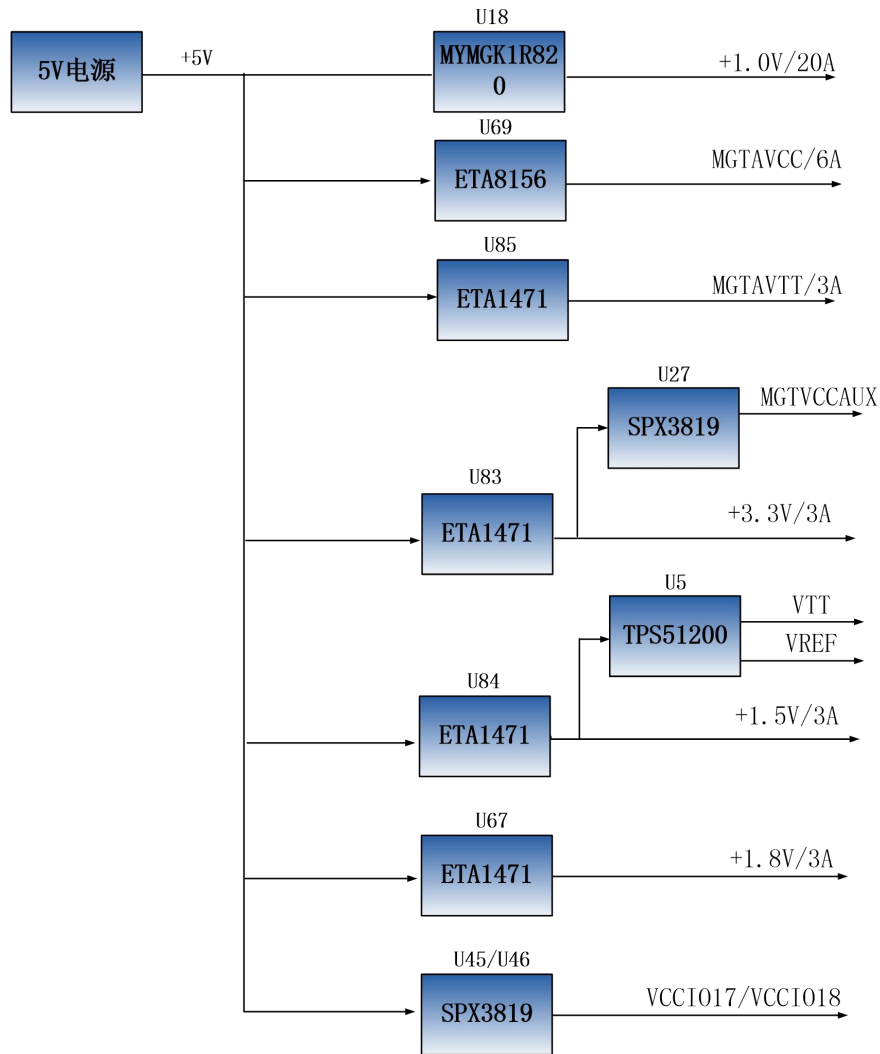 U18
5V电源
+5V
MYMGK1R82
0
+1.0V/20A
U69
ETA8156
MGTAVCC/6A
U85
ETA1471
MGTAVTT/3A
U27
SPX3819
MGTVCCAUX
U83
ETA1471
+3.3V/3A
U5
TPS51200
VTT
VREF
U84
ETA1471
+1.5V/3A
U67
ETA1471
+1.8V/3A
U45/U46
SPX3819
VCCIO17/VCCIO18